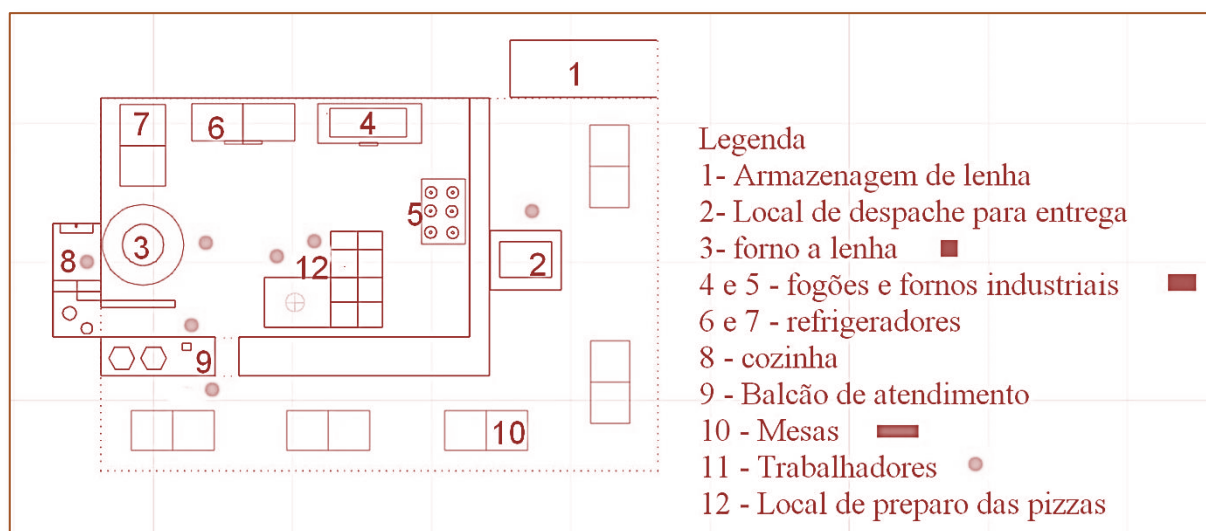 1
7
6
4
5
3
8
12
2
9
10
Legenda
1- Armazenagem de lenha
2- Local de despache para entrega
3- forno a lenha
4 e 5 - fogões e fornos industriais
6 e 7 - refrigeradores
8 - cozinha
9 - Balcão de atendimento
10 - Mesas
11 - Trabalhadores
12 - Local de preparo das pizzas